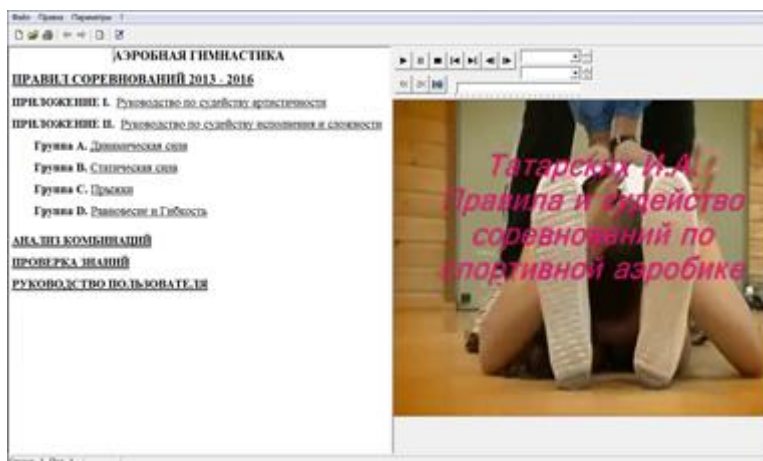 Файл Правка Параметры ?
АЭРОБНАЯ ГИМНАСТИКА
ПРАВИЛ СОРЕВНОВАНИЙ 2013 - 2016
ПРИЛОЖЕНИЕ I. Руководство по судейству артистичности
ПРИЛОЖЕНИЕ II. Руководство по судейству исполнения и сложности
Группа A. Динамическая сила
Группа B. Статическая сила
Группа C. Прыжки
Группа D. Равновесие и Гибкость
АНАЛИЗ КОМБИНАЦИЙ
ПРОВЕРКА ЗНАНИЙ
РУКОВОДСТВО ПОЛЬЗОВАТЕЛЯ
Татарских И.А.
Правила и судейство
соревнований по
спортивной аэробике